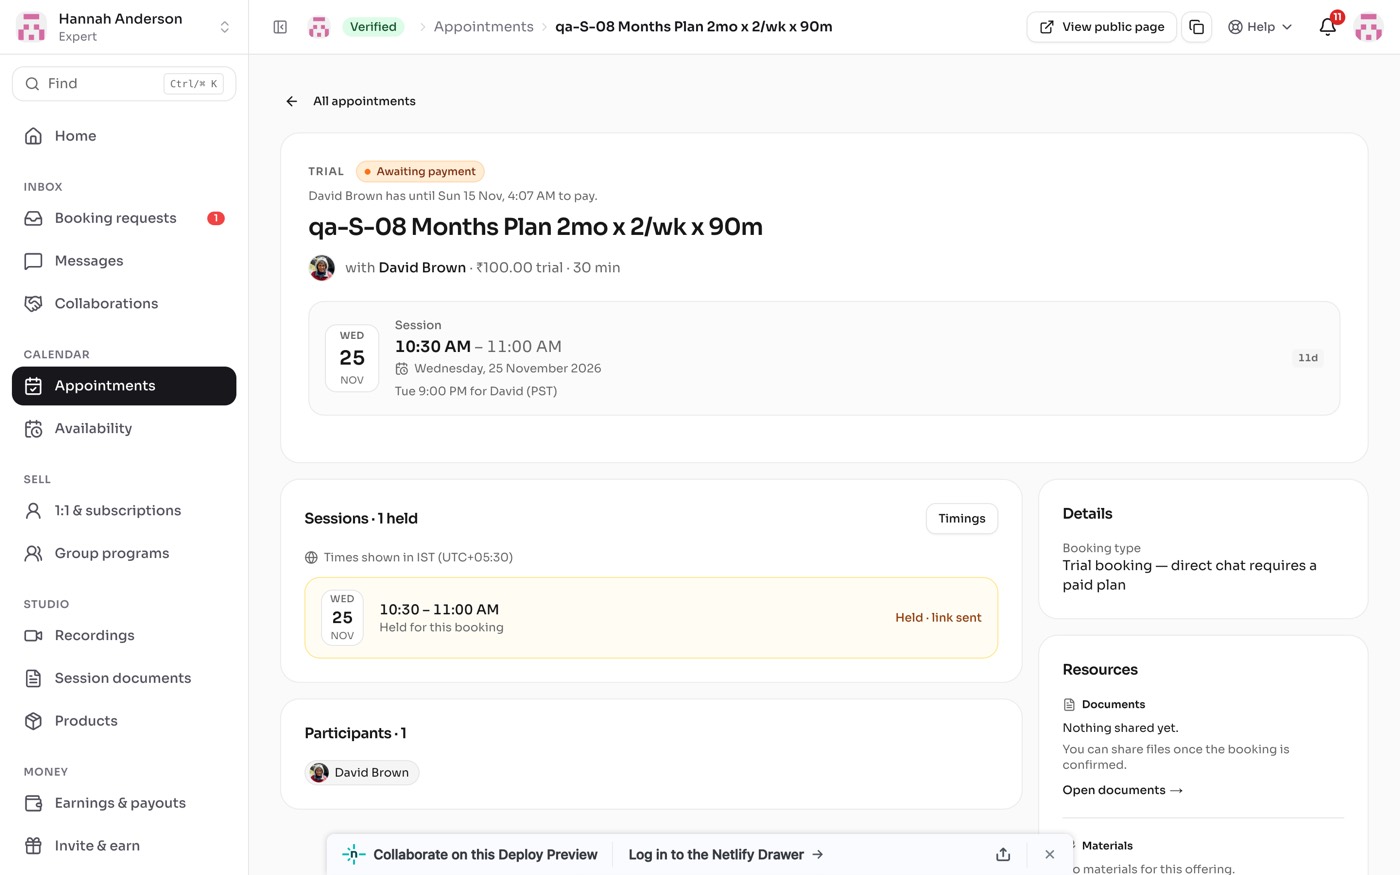 Hannah Anderson
Expert
Verified
Appointments
qa-S-08 Months Plan 2mo x 2/wk x 90m
View public page
Help
11
Find
Ctrl/⌘ K
Home
INBOX
Booking requests
1
Messages
Collaborations
CALENDAR
Appointments
Availability
SELL
1:1 & subscriptions
Group programs
STUDIO
Recordings
Session documents
Products
MONEY
Earnings & payouts
Invite & earn
All appointments
TRIAL
Awaiting payment
David Brown has until Sun 15 Nov, 4:07 AM to pay.
qa-S-08 Months Plan 2mo x 2/wk x 90m
with David Brown · ₹100.00 trial · 30 min
WED
25
NOV
Session
10:30 AM – 11:00 AM
Wednesday, 25 November 2026
Tue 9:00 PM for David (PST)
11d
Sessions · 1 held
Timings
Times shown in IST (UTC+05:30)
WED
25
NOV
10:30 – 11:00 AM
Held for this booking
Held · link sent
Participants · 1
David Brown
Details
Booking type
Trial booking — direct chat requires a
paid plan
Resources
Documents
Nothing shared yet.
You can share files once the booking is
confirmed.
Open documents →
Materials
materials for this offering.
Collaborate on this Deploy Preview
Log in to the Netlify Drawer →